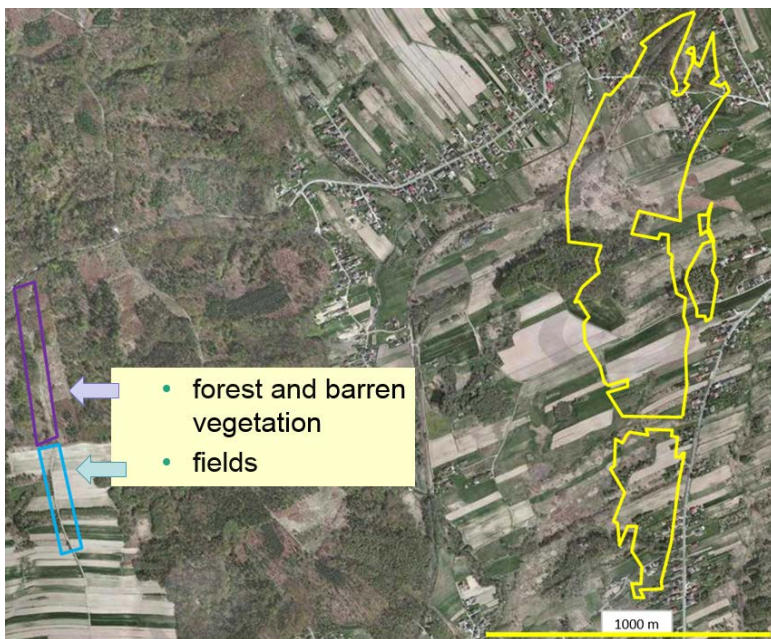 • forest and barren
vegetation
• fields
1000 m